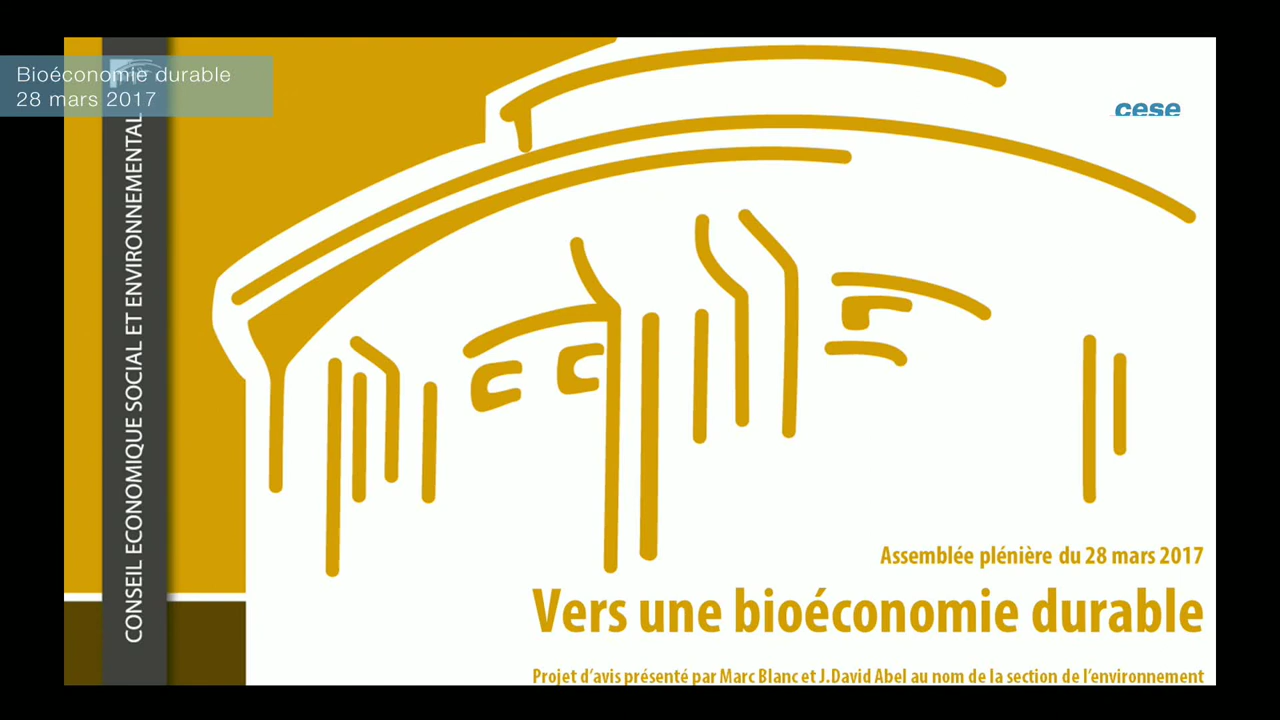 Bioéconomie durable
28 mars 2017
cese
CONSEIL ECONOMIQUE SOCIAL ET ENVIRONNEMENTAL
Assemblée plénière du 28 mars 2017
Vers une bioéconomie durable
Projet d'avis présenté par Marc Blanc et J.David Abel au nom de la section de l'environnement